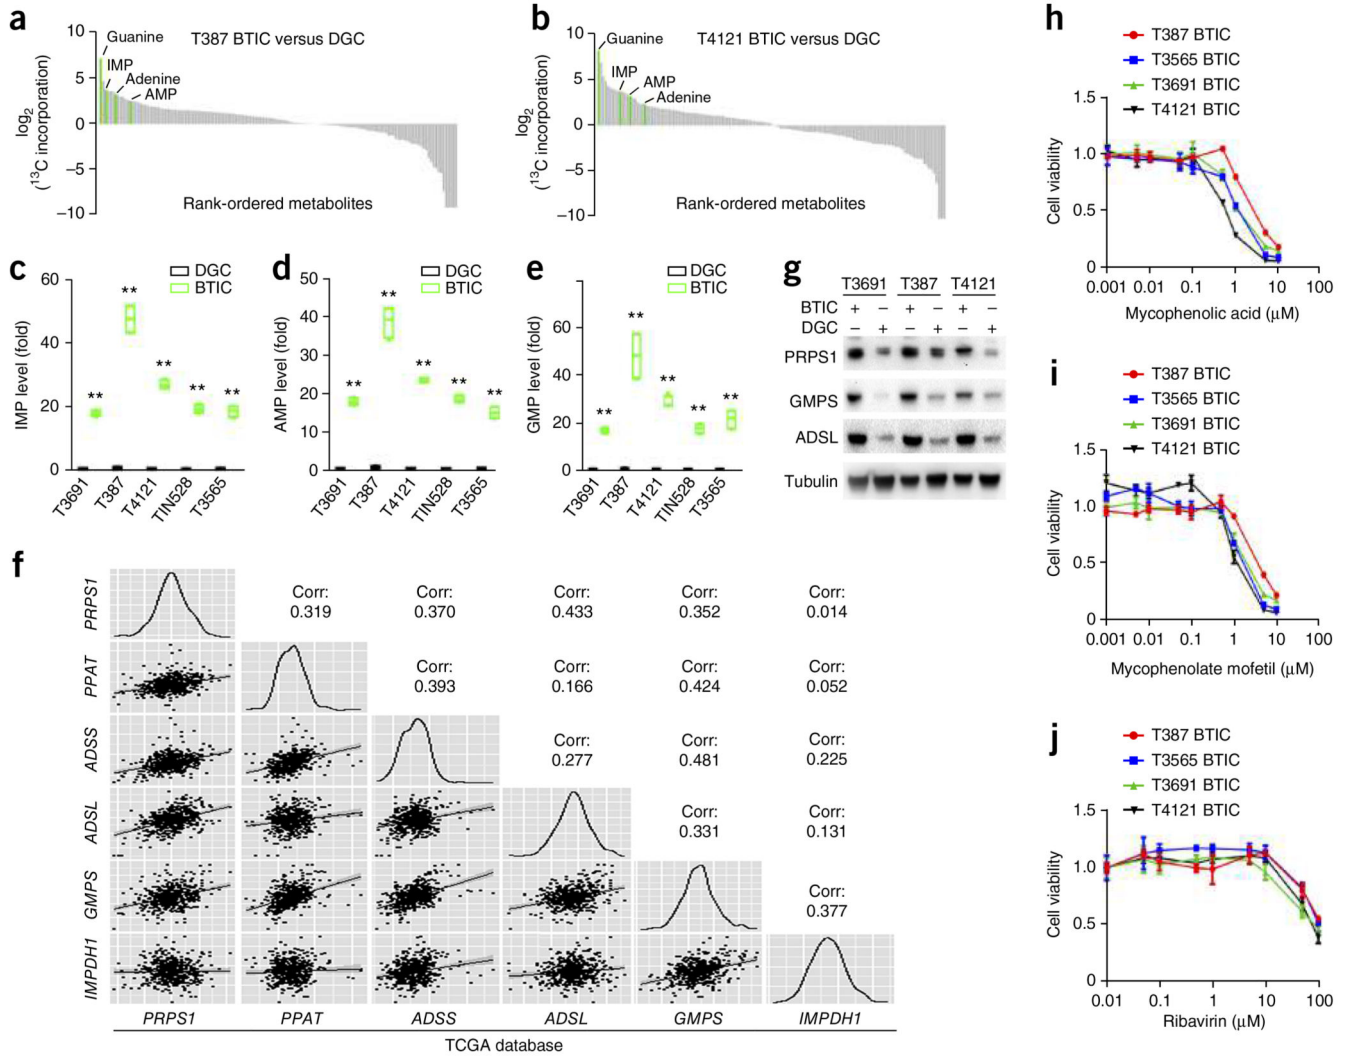 a
T387 BTIC versus DGC
log2
(13C incorporation)
10
5
0
−5
−10
Guanine
IMP
Adenine
AMP
Rank-ordered metabolites
b
T4121 BTIC versus DGC
log2
(13C incorporation)
10
5
0
−5
−10
Guanine
IMP
AMP
Adenine
Rank-ordered metabolites
c
DGC
BTIC
IMP level (fold)
60
40
20
0
** ** ** ** **
T3691 T387 T4121 TIN528 T3565
d
DGC
BTIC
AMP level (fold)
50
40
30
20
10
0
** ** ** ** **
T3691 T387 T4121 TIN528 T3565
e
DGC
BTIC
GMP level (fold)
60
40
20
0
** ** ** ** **
T3691 T387 T4121 TIN528 T3565
g
T3691 T387 T4121
BTIC + − + − + −
DGC − + − + − +
PRPS1
GMPS
ADSL
Tubulin
f
PRPS1
Corr: Corr: Corr: Corr: Corr:
0.319 0.370 0.433 0.352 0.014
PPAT
Corr: Corr: Corr: Corr:
0.393 0.166 0.424 0.052
ADSS
Corr: Corr: Corr:
0.277 0.481 0.225
ADSL
Corr: Corr:
0.331 0.131
GMPS
Corr:
0.377
IMPDH1
PRPS1 PPAT ADSS ADSL GMPS IMPDH1
TCGA database
h
T387 BTIC
T3565 BTIC
T3691 BTIC
T4121 BTIC
Cell viability
1.5
1.0
0.5
0
0.001 0.01 0.1 1 10 100
Mycophenolic acid (μM)
i
T387 BTIC
T3565 BTIC
T3691 BTIC
T4121 BTIC
Cell viability
1.5
1.0
0.5
0
0.001 0.01 0.1 1 10 100
Mycophenolate mofetil (μM)
j
T387 BTIC
T3565 BTIC
T3691 BTIC
T4121 BTIC
Cell viability
1.5
1.0
0.5
0
0.01 0.1 1 10 100
Ribavirin (μM)